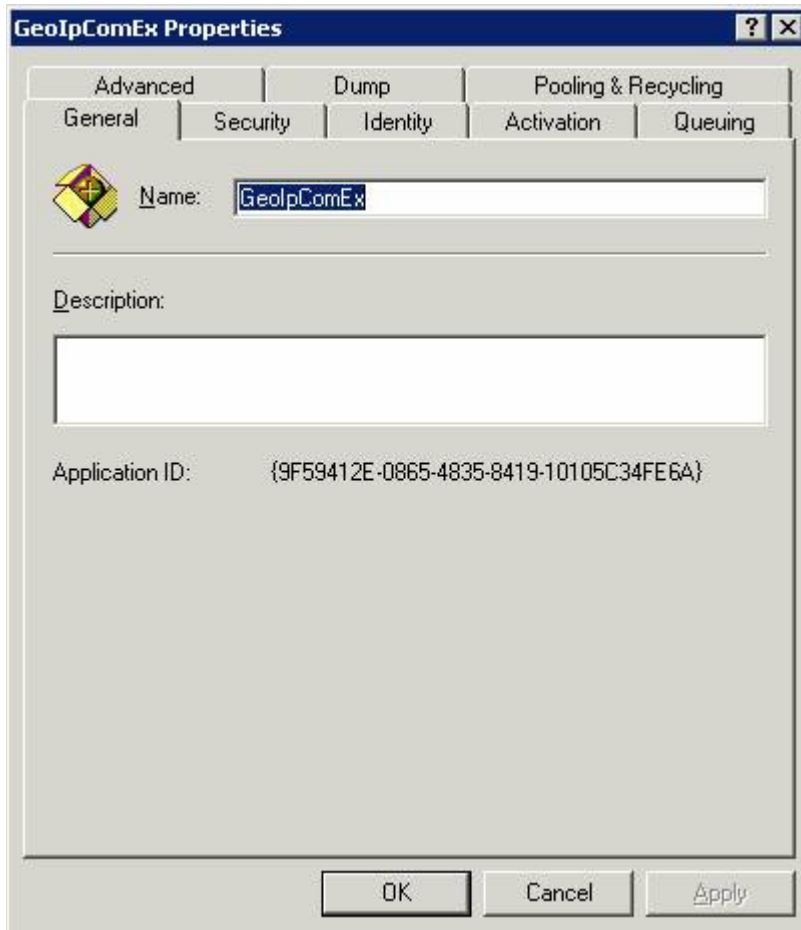 GeoIpComEx Properties
Advanced Dump Pooling & Recycling
General Security Identity Activation Queuing
Name: GeoIpComEx
Description:
Application ID: {9F59412E-0865-4835-8419-10105C34FE6A}
OK Cancel Apply